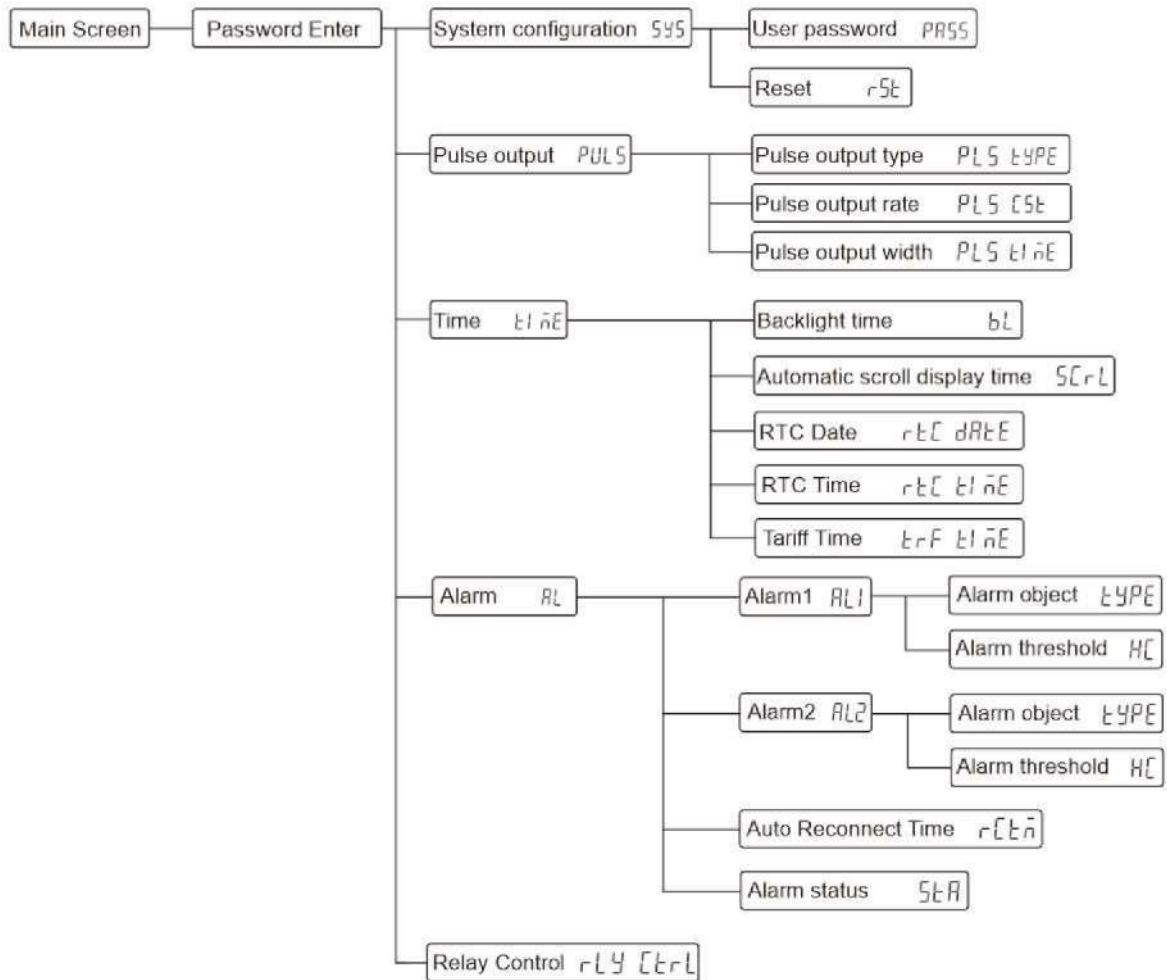 Main Screen
Password Enter
System configuration SYS
User password PASS
Reset rSt
Pulse output PULS
Pulse output type PLS tYPE
Pulse output rate PLS CSt
Pulse output width PLS tImE
Time tImE
Backlight time bL
Automatic scroll display time SCrL
RTC Date rtC dAtE
RTC Time rtC tImE
Tariff Time trF tImE
Alarm AL
Alarm1 AL1
Alarm object tYPE
Alarm threshold HC
Alarm2 AL2
Alarm object tYPE
Alarm threshold HC
Auto Reconnect Time rCtm
Alarm status StA
Relay Control rLY CtrL